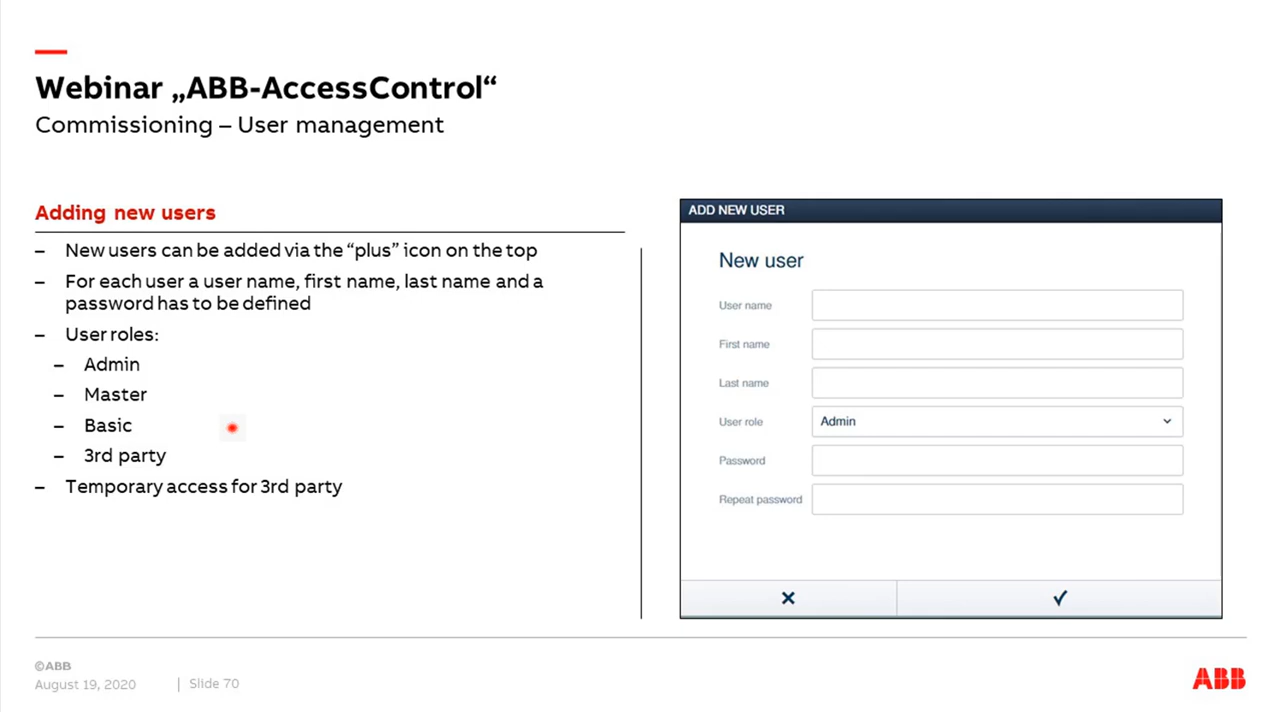 Webinar „ABB-AccessControl“
Commissioning – User management
Adding new users
– New users can be added via the “plus” icon on the top
– For each user a user name, first name, last name and a
password has to be defined
– User roles:
– Admin
– Master
– Basic
– 3rd party
– Temporary access for 3rd party
ADD NEW USER
New user
User name
First name
Last name
User role Admin
Password
Repeat password
©ABB
August 19, 2020 | Slide 70
ABB